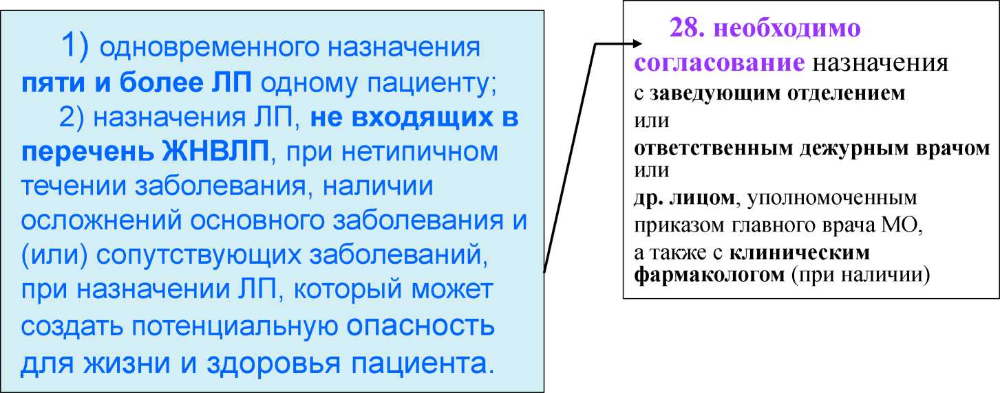 1) одновременного назначения
пяти и более ЛП одному пациенту;
2) назначения ЛП, не входящих в
перечень ЖНВЛП, при нетипичном
течении заболевания, наличии
осложнений основного заболевания и
(или) сопутствующих заболеваний,
при назначении ЛП, который может
создать потенциальную опасность
для жизни и здоровья пациента.
28. необходимо
согласование назначения
с заведующим отделением
или
ответственным дежурным врачом
или
др. лицом, уполномоченным
приказом главного врача МО,
а также с клиническим
фармакологом (при наличии)